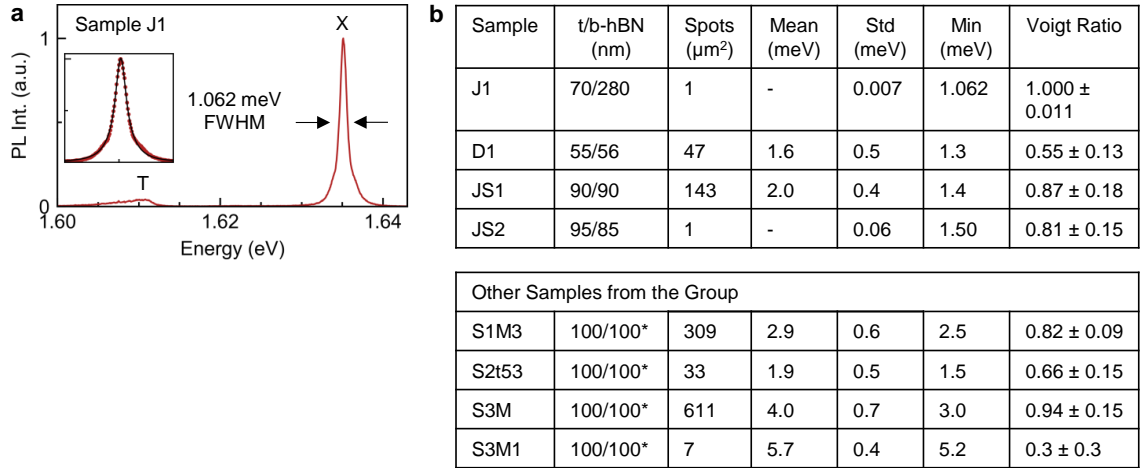 a
Sample J1
X
1
PL Int. (a.u.)
1.062 meV
FWHM
T
0
1.60
1.62
1.64
Energy (eV)
b
Sample t/b-hBN (nm) Spots (µm²) Mean (meV) Std (meV) Min (meV) Voigt Ratio
J1 70/280 1 - 0.007 1.062 1.000 ± 0.011
D1 55/56 47 1.6 0.5 1.3 0.55 ± 0.13
JS1 90/90 143 2.0 0.4 1.4 0.87 ± 0.18
JS2 95/85 1 - 0.06 1.50 0.81 ± 0.15
Other Samples from the Group
S1M3 100/100* 309 2.9 0.6 2.5 0.82 ± 0.09
S2t53 100/100* 33 1.9 0.5 1.5 0.66 ± 0.15
S3M 100/100* 611 4.0 0.7 3.0 0.94 ± 0.15
S3M1 100/100* 7 5.7 0.4 5.2 0.3 ± 0.3